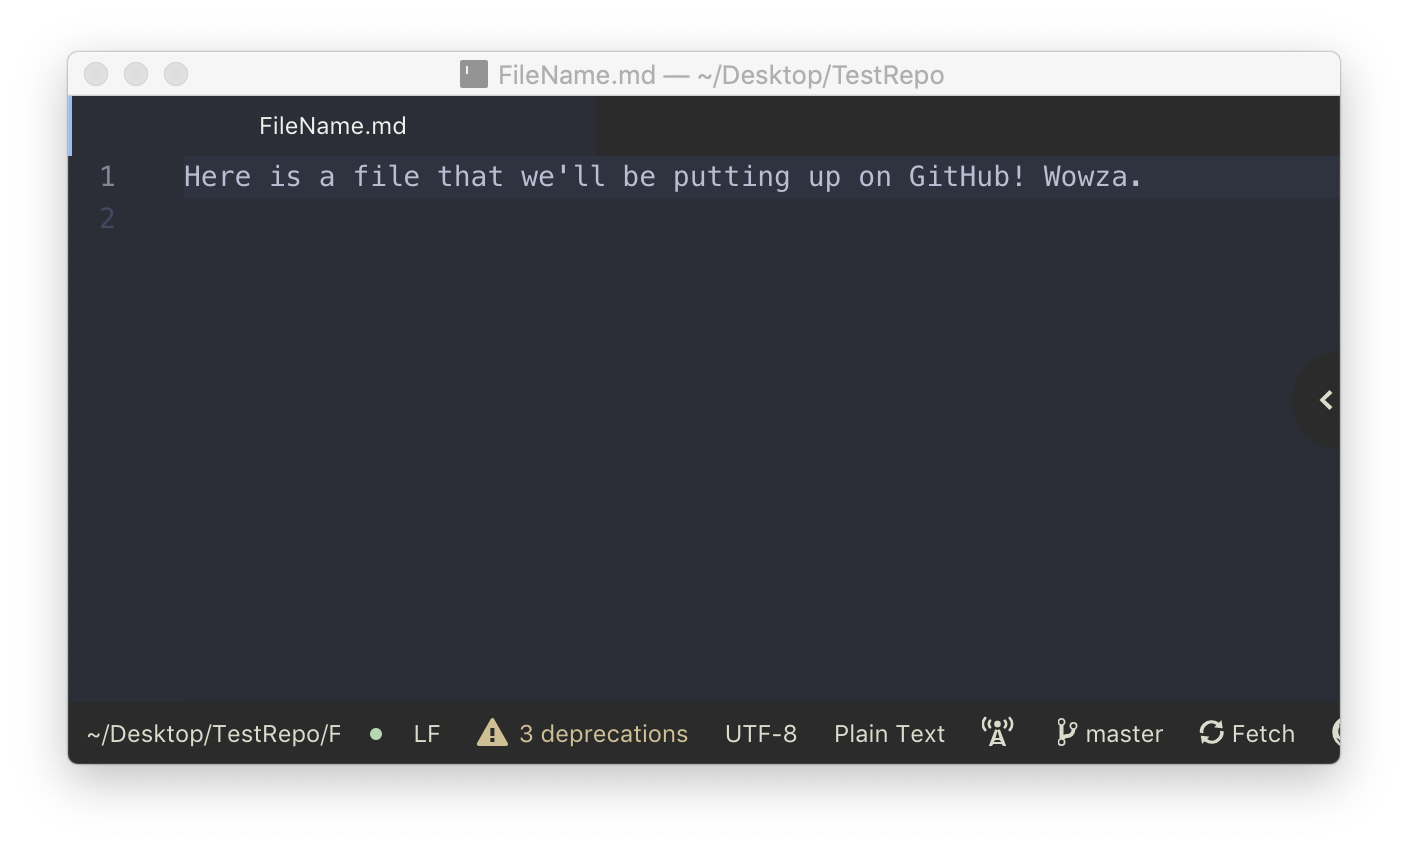 FileName.md — ~/Desktop/TestRepo
FileName.md
1 Here is a file that we'll be putting up on GitHub! Wowza.
2
~/Desktop/TestRepo/F LF 3 deprecations UTF-8 Plain Text master Fetch